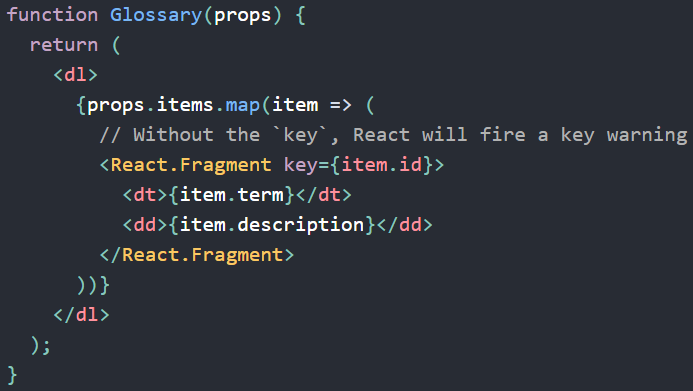 function Glossary(props) {
  return (
    <dl>
      {props.items.map(item => (
        // Without the `key`, React will fire a key warning
        <React.Fragment key={item.id}>
          <dt>{item.term}</dt>
          <dd>{item.description}</dd>
        </React.Fragment>
      ))}
    </dl>
  );
}